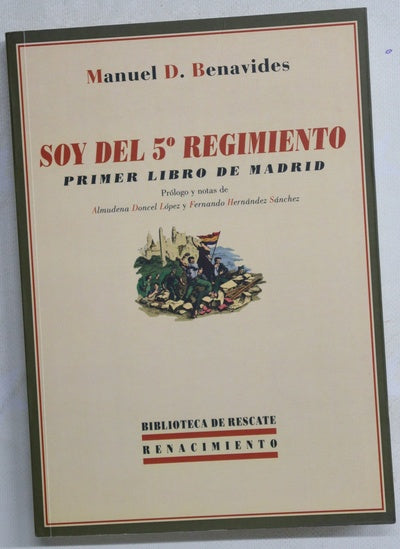 Manuel D. Benavides
SOY DEL 5º REGIMIENTO
PRIMER LIBRO DE MADRID
Prólogo y notas de
Almudena Doncel López y Fernando Hernández Sánchez
BIBLIOTECA DE RESCATE
RENACIMIENTO